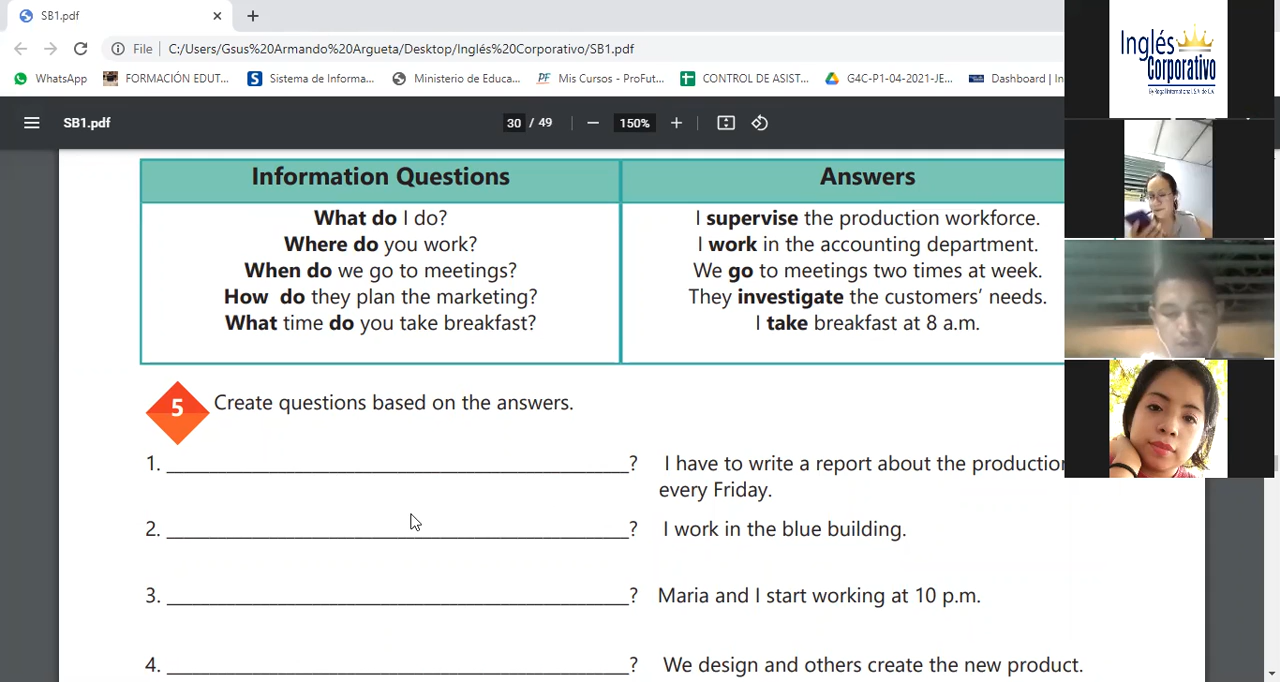 SB1.pdf
File C:/Users/Gsus%20Armando%20Argueta/Desktop/Inglés%20Corporativo/SB1.pdf
WhatsApp FORMACIÓN EDUT... Sistema de Informa... Ministerio de Educa... PF Mis Cursos - ProFut... CONTROL DE ASIST... G4C-P1-04-2021-JE... Dashboard | In
SB1.pdf 30 / 49 150%
Information Questions
What do I do?
Where do you work?
When do we go to meetings?
How do they plan the marketing?
What time do you take breakfast?
Answers
I supervise the production workforce.
I work in the accounting department.
We go to meetings two times at week.
They investigate the customers’ needs.
I take breakfast at 8 a.m.
5 Create questions based on the answers.
1. ? I have to write a report about the production
every Friday.
2. ? I work in the blue building.
3. ? Maria and I start working at 10 p.m.
4. ? We design and others create the new product.
Inglés
Corporativo